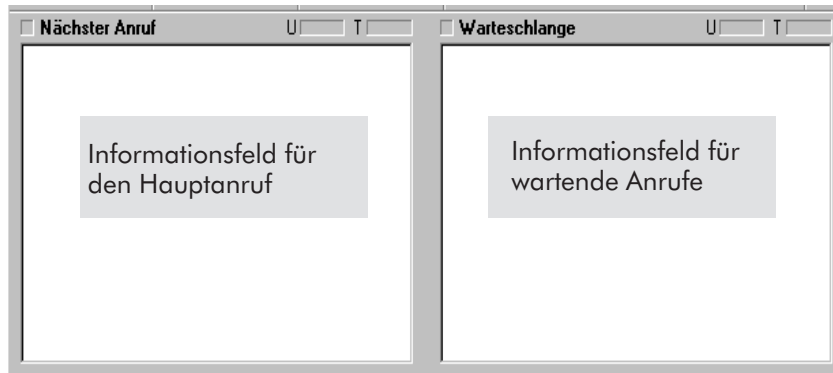 Nächster Anruf U T
Warteschlange U T
Informationsfeld für
den Hauptanruf
Informationsfeld für
wartende Anrufe